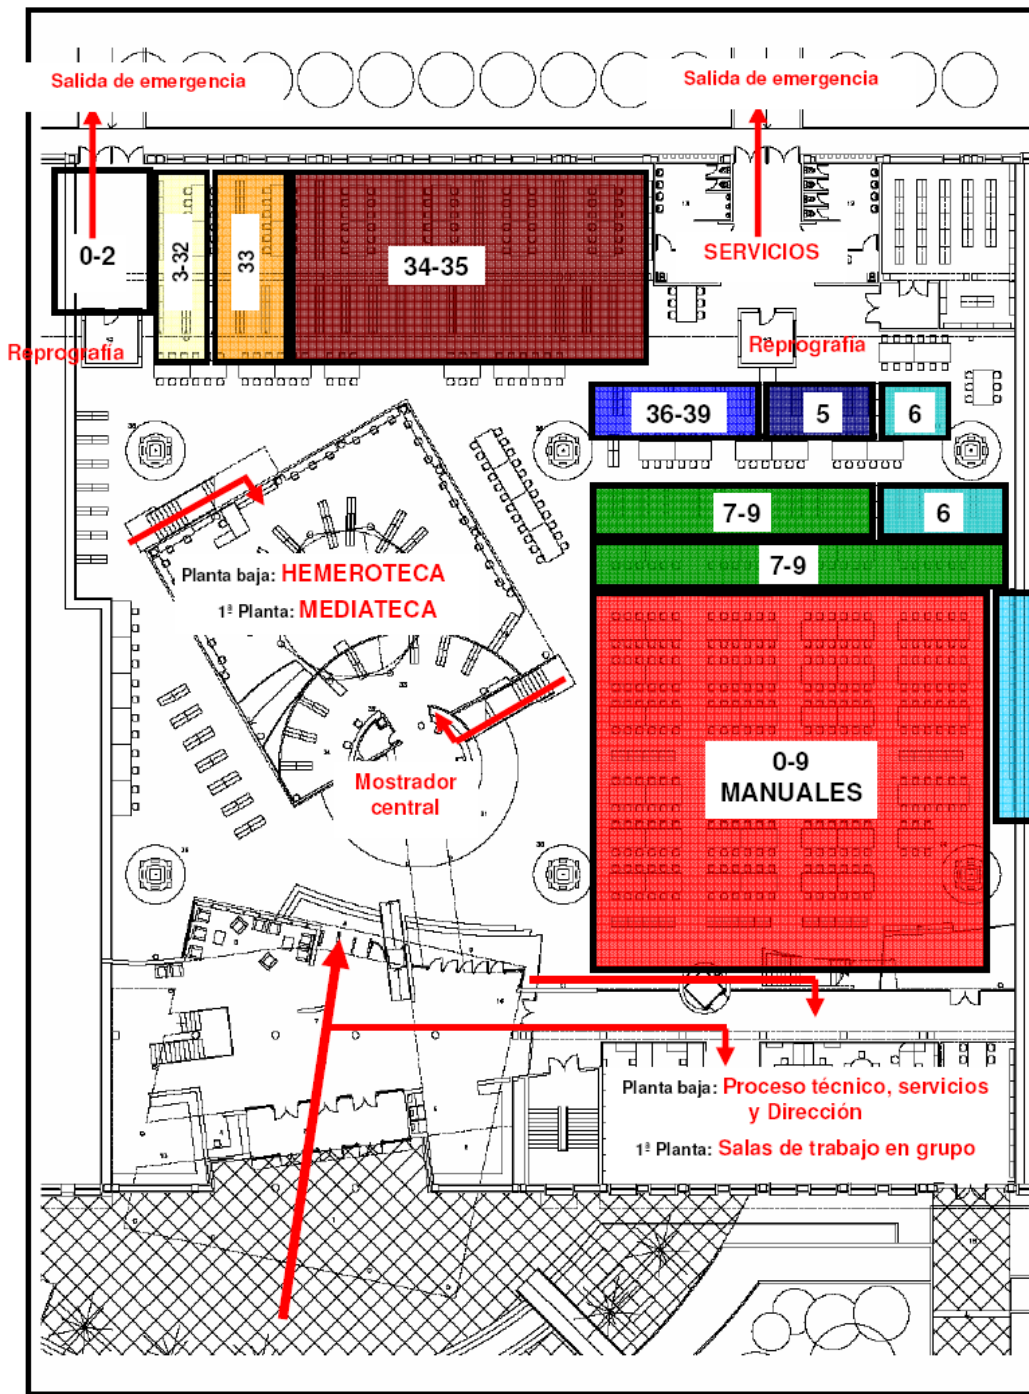 Salida de emergencia
Salida de emergencia
0-2
3-32
33
34-35
SERVICIOS
Reprografía
Reprografía
36-39
5
6
7-9
6
7-9
Planta baja: HEMEROTECA
1ª Planta: MEDIATECA
0-9
MANUALES
Mostrador
central
Planta baja: Proceso técnico, servicios
y Dirección
1ª Planta: Salas de trabajo en grupo